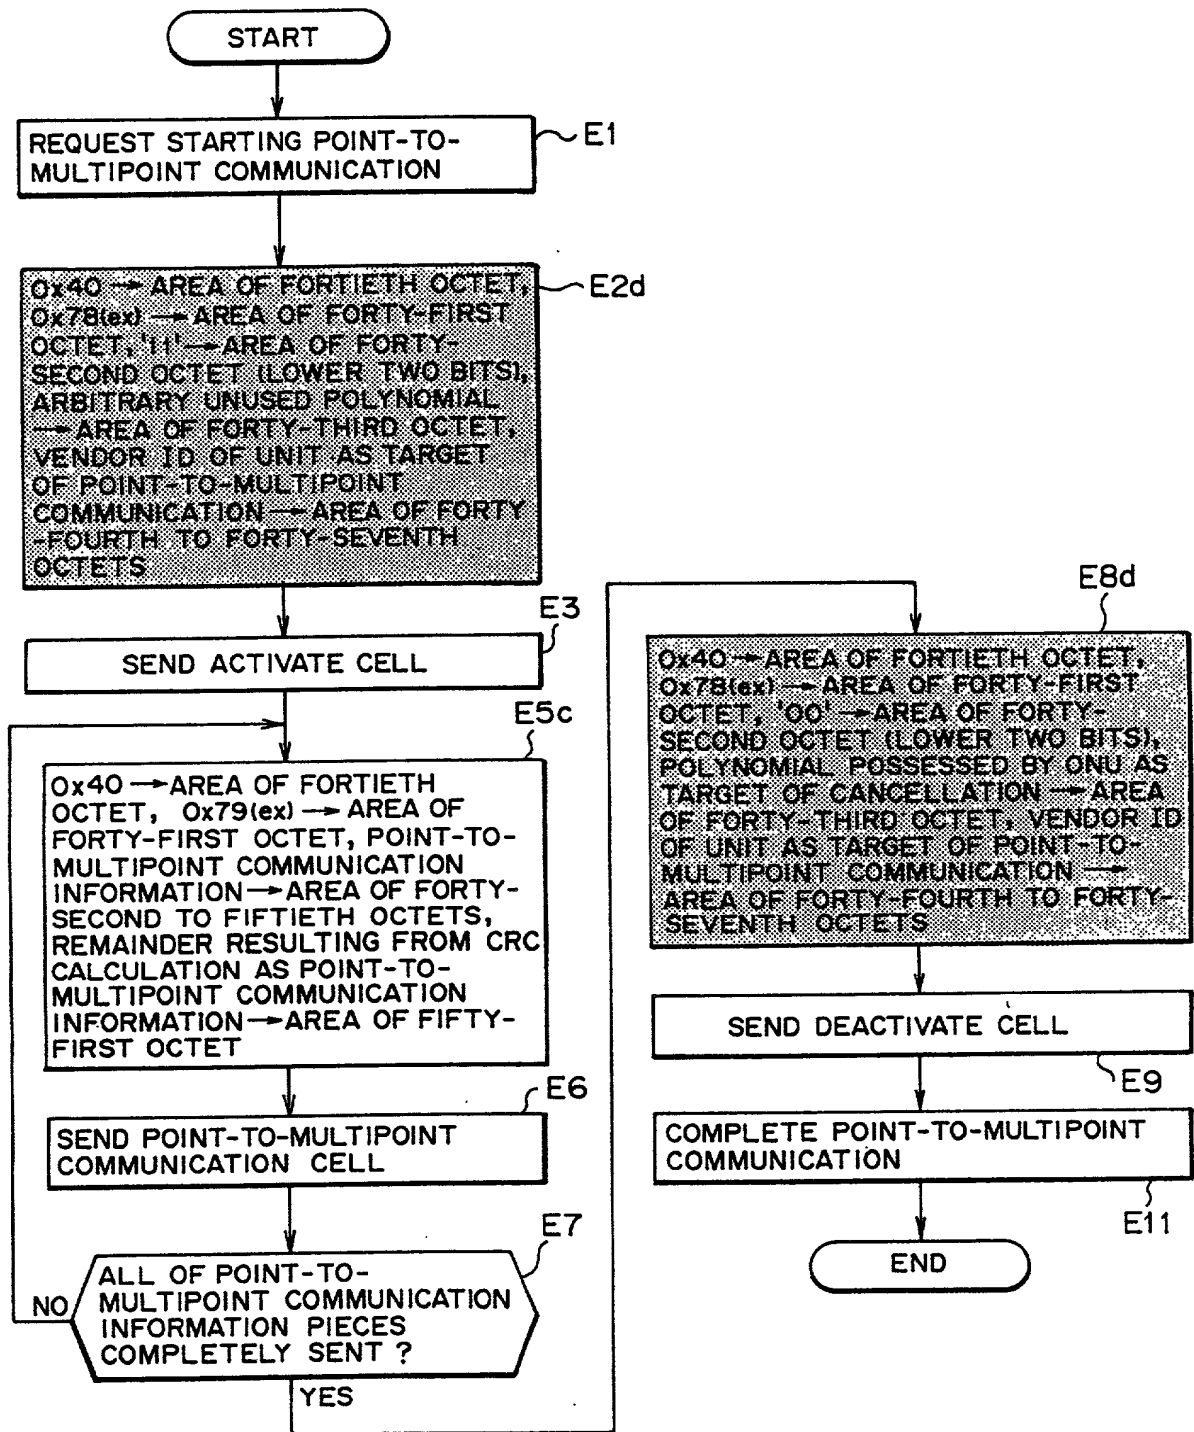 START
REQUEST STARTING POINT-TO-
MULTIPOINT COMMUNICATION
E1
0x40→AREA OF FORTIETH OCTET,
0x78(ex)→AREA OF FORTY-FIRST
OCTET, '11'→AREA OF FORTY-
SECOND OCTET (LOWER TWO BITS),
ARBITRARY UNUSED POLYNOMIAL
→AREA OF FORTY-THIRD OCTET,
VENDOR ID OF UNIT AS TARGET
OF POINT-TO-MULTIPOINT
COMMUNICATION→AREA OF FORTY
-FOURTH TO FORTY-SEVENTH
OCTETS
E2d
SEND ACTIVATE CELL
E3
0x40→AREA OF FORTIETH
OCTET, 0x79(ex)→AREA OF
FORTY-FIRST OCTET, POINT-TO-
MULTIPOINT COMMUNICATION
INFORMATION→AREA OF FORTY-
SECOND TO FIFTIETH OCTETS,
REMAINDER RESULTING FROM CRC
CALCULATION AS POINT-TO-
MULTIPOINT COMMUNICATION
INFORMATION→AREA OF FIFTY-
FIRST OCTET
E5c
SEND POINT-TO-MULTIPOINT
COMMUNICATION CELL
E6
ALL OF POINT-TO-
MULTIPOINT COMMUNICATION
INFORMATION PIECES
COMPLETELY SENT ?
E7
NO
YES
0x40→AREA OF FORTIETH OCTET,
0x78(ex)→AREA OF FORTY-FIRST
OCTET, '00'→AREA OF FORTY-
SECOND OCTET (LOWER TWO BITS),
POLYNOMIAL POSSESSED BY ONU AS
TARGET OF CANCELLATION→AREA
OF FORTY-THIRD OCTET, VENDOR ID
OF UNIT AS TARGET OF POINT-TO-
MULTIPOINT COMMUNICATION→
AREA OF FORTY-FOURTH TO FORTY-
SEVENTH OCTETS
E8d
SEND DEACTIVATE CELL
E9
COMPLETE POINT-TO-MULTIPOINT
COMMUNICATION
E11
END